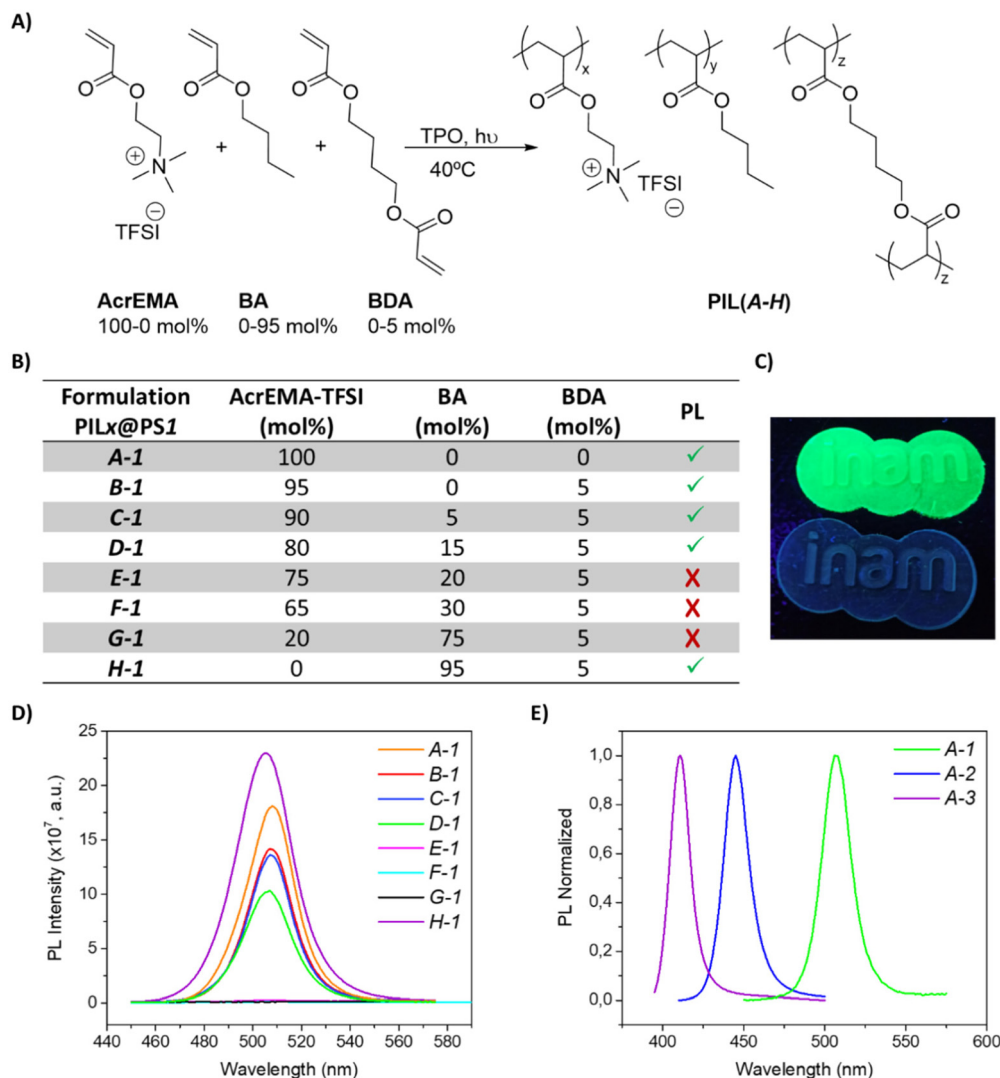 A)
O
O
N
+
TFSI
−
+
O
O
+
O
O
O
O
TPO, hυ
40ºC
x
O
O
N
+
TFSI
−
y
O
O
z
O
O
O
O
z
AcrEMA
100-0 mol%
BA
0-95 mol%
BDA
0-5 mol%
PIL(A-H)
B)
Formulation PILx@PS1 AcrEMA-TFSI (mol%) BA (mol%) BDA (mol%) PL
A-1 100 0 0 ✓
B-1 95 0 5 ✓
C-1 90 5 5 ✓
D-1 80 15 5 ✓
E-1 75 20 5 X
F-1 65 30 5 X
G-1 20 75 5 X
H-1 0 95 5 ✓
C)
inam
inam
D)
PL Intensity (x10⁷, a.u.)
25
20
15
10
5
0
440 460 480 500 520 540 560 580
Wavelength (nm)
A-1
B-1
C-1
D-1
E-1
F-1
G-1
H-1
E)
PL Normalized
1,0
0,8
0,6
0,4
0,2
0,0
400 450 500 550 600
Wavelength (nm)
A-1
A-2
A-3